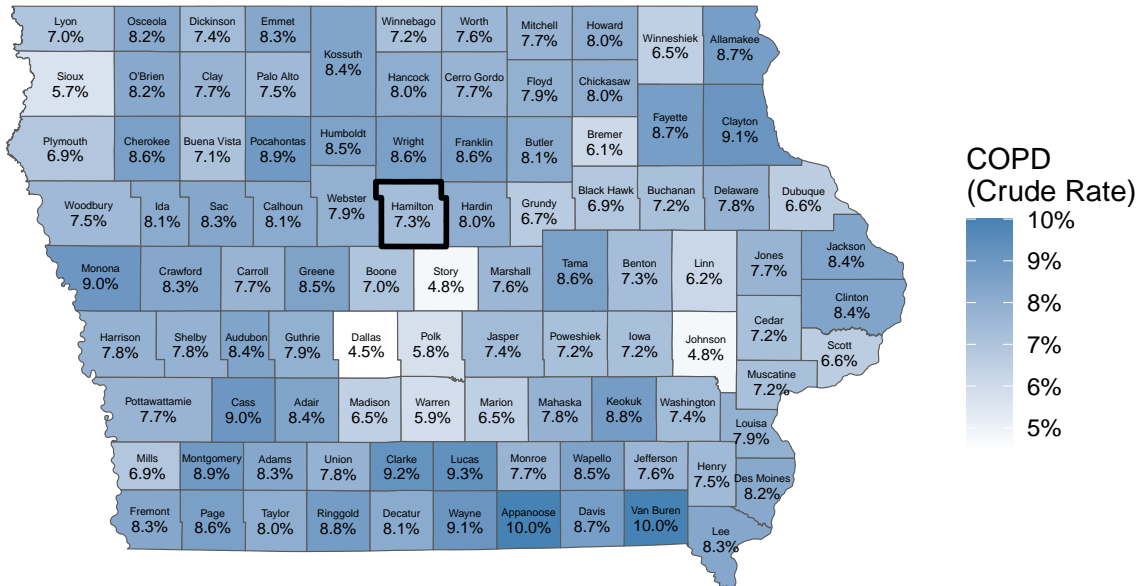 Lyon
7.0%
Osceola
8.2%
Dickinson
7.4%
Emmet
8.3%
Kossuth
8.4%
Winnebago
7.2%
Worth
7.6%
Mitchell
7.7%
Howard
8.0%
Winneshiek
6.5%
Allamakee
8.7%
Sioux
5.7%
O'Brien
8.2%
Clay
7.7%
Palo Alto
7.5%
Hancock
8.0%
Cerro Gordo
7.7%
Floyd
7.9%
Chickasaw
8.0%
Fayette
8.7%
Clayton
9.1%
Plymouth
6.9%
Cherokee
8.6%
Buena Vista
7.1%
Pocahontas
8.9%
Humboldt
8.5%
Wright
8.6%
Franklin
8.6%
Butler
8.1%
Bremer
6.1%
Woodbury
7.5%
Ida
8.1%
Sac
8.3%
Calhoun
8.1%
Webster
7.9%
Hamilton
7.3%
Hardin
8.0%
Grundy
6.7%
Black Hawk
6.9%
Buchanan
7.2%
Delaware
7.8%
Dubuque
6.6%
Monona
9.0%
Crawford
8.3%
Carroll
7.7%
Greene
8.5%
Boone
7.0%
Story
4.8%
Marshall
7.6%
Tama
8.6%
Benton
7.3%
Linn
6.2%
Jones
7.7%
Jackson
8.4%
Clinton
8.4%
Harrison
7.8%
Shelby
7.8%
Audubon
8.4%
Guthrie
7.9%
Dallas
4.5%
Polk
5.8%
Jasper
7.4%
Poweshiek
7.2%
Iowa
7.2%
Johnson
4.8%
Cedar
7.2%
Scott
6.6%
Muscatine
7.2%
Pottawattamie
7.7%
Cass
9.0%
Adair
8.4%
Madison
6.5%
Warren
5.9%
Marion
6.5%
Mahaska
7.8%
Keokuk
8.8%
Washington
7.4%
Louisa
7.9%
Mills
6.9%
Montgomery
8.9%
Adams
8.3%
Union
7.8%
Clarke
9.2%
Lucas
9.3%
Monroe
7.7%
Wapello
8.5%
Jefferson
7.6%
Henry
7.5%
Des Moines
8.2%
Fremont
8.3%
Page
8.6%
Taylor
8.0%
Ringgold
8.8%
Decatur
8.1%
Wayne
9.1%
Appanoose
10.0%
Davis
8.7%
Van Buren
10.0%
Lee
8.3%
COPD
(Crude Rate)
10%
9%
8%
7%
6%
5%